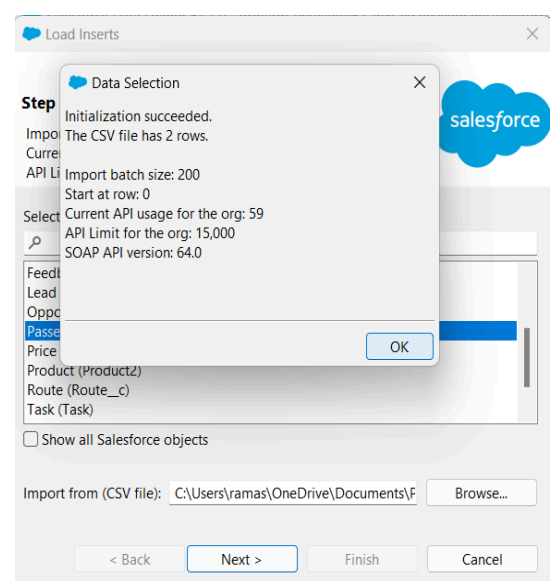 Load Inserts
Data Selection
Step
Initialization succeeded.
The CSV file has 2 rows.
Import batch size: 200
Start at row: 0
Current API usage for the org: 59
API Limit for the org: 15,000
SOAP API version: 64.0
OK
salesforce
Impo
Curre
API Li
Select
Feedb
Lead
Oppo
Passe
Price
Product (Product2)
Route (Route__c)
Task (Task)
Show all Salesforce objects
Import from (CSV file): C:\Users\ramas\OneDrive\Documents\P Browse...
< Back Next > Finish Cancel